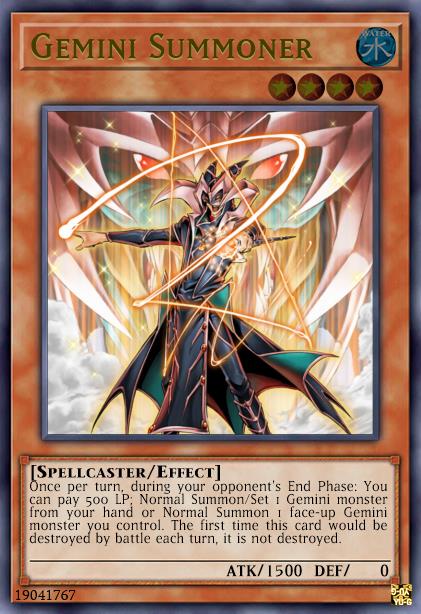 GEMINI SUMMONER
WATER
水
[SPELLCASTER/EFFECT]
Once per turn, during your opponent's End Phase: You
can pay 500 LP; Normal Summon/Set 1 Gemini monster
from your hand or Normal Summon 1 face-up Gemini
monster you control. The first time this card would be
destroyed by battle each turn, it is not destroyed.
ATK/1500 DEF/ 0
19041767